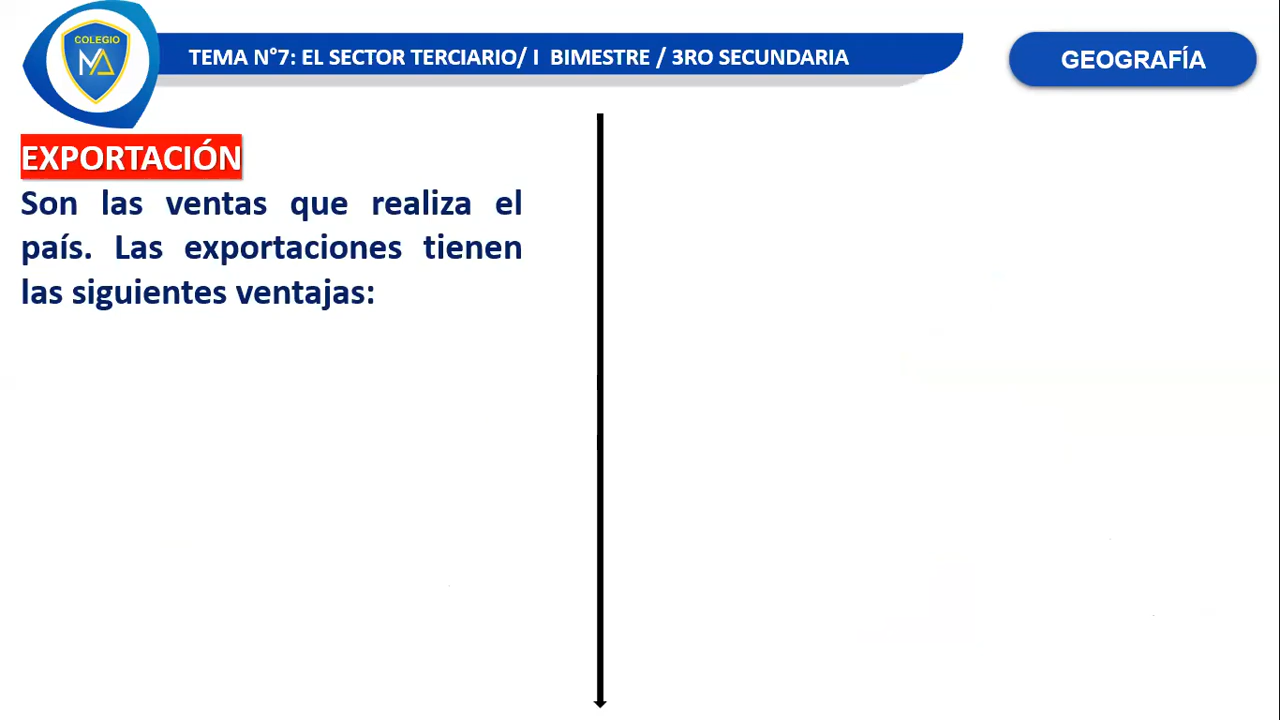 COLEGIO
MA
TEMA N°7: EL SECTOR TERCIARIO/ I BIMESTRE / 3RO SECUNDARIA
GEOGRAFÍA
EXPORTACIÓN
Son las ventas que realiza el
país. Las exportaciones tienen
las siguientes ventajas: